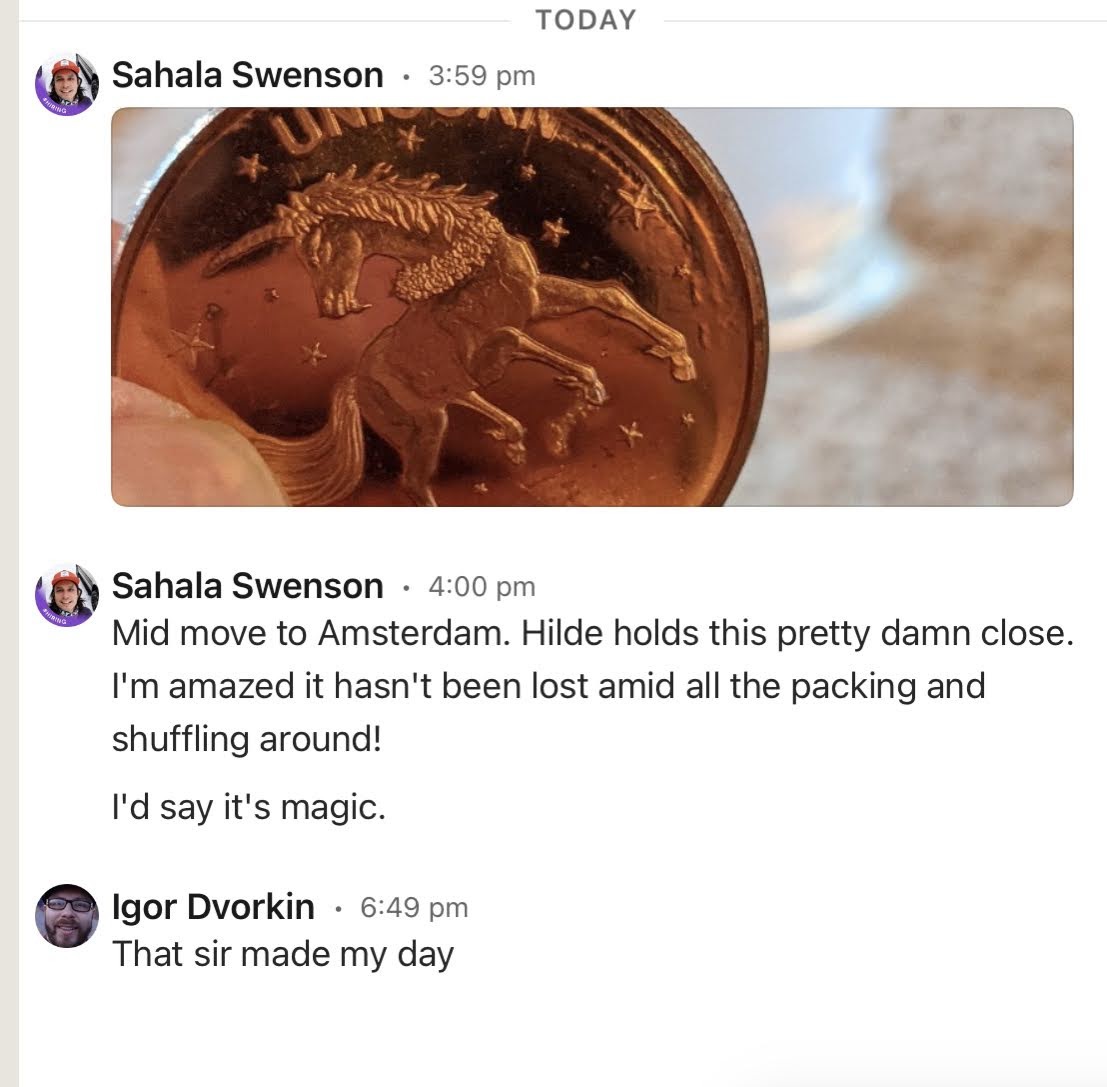 TODAY
Sahala Swenson • 3:59 pm
UNICORN
#HIRING
Sahala Swenson • 4:00 pm
#HIRING
Mid move to Amsterdam. Hilde holds this pretty damn close.
I'm amazed it hasn't been lost amid all the packing and
shuffling around!
I'd say it's magic.
Igor Dvorkin • 6:49 pm
That sir made my day